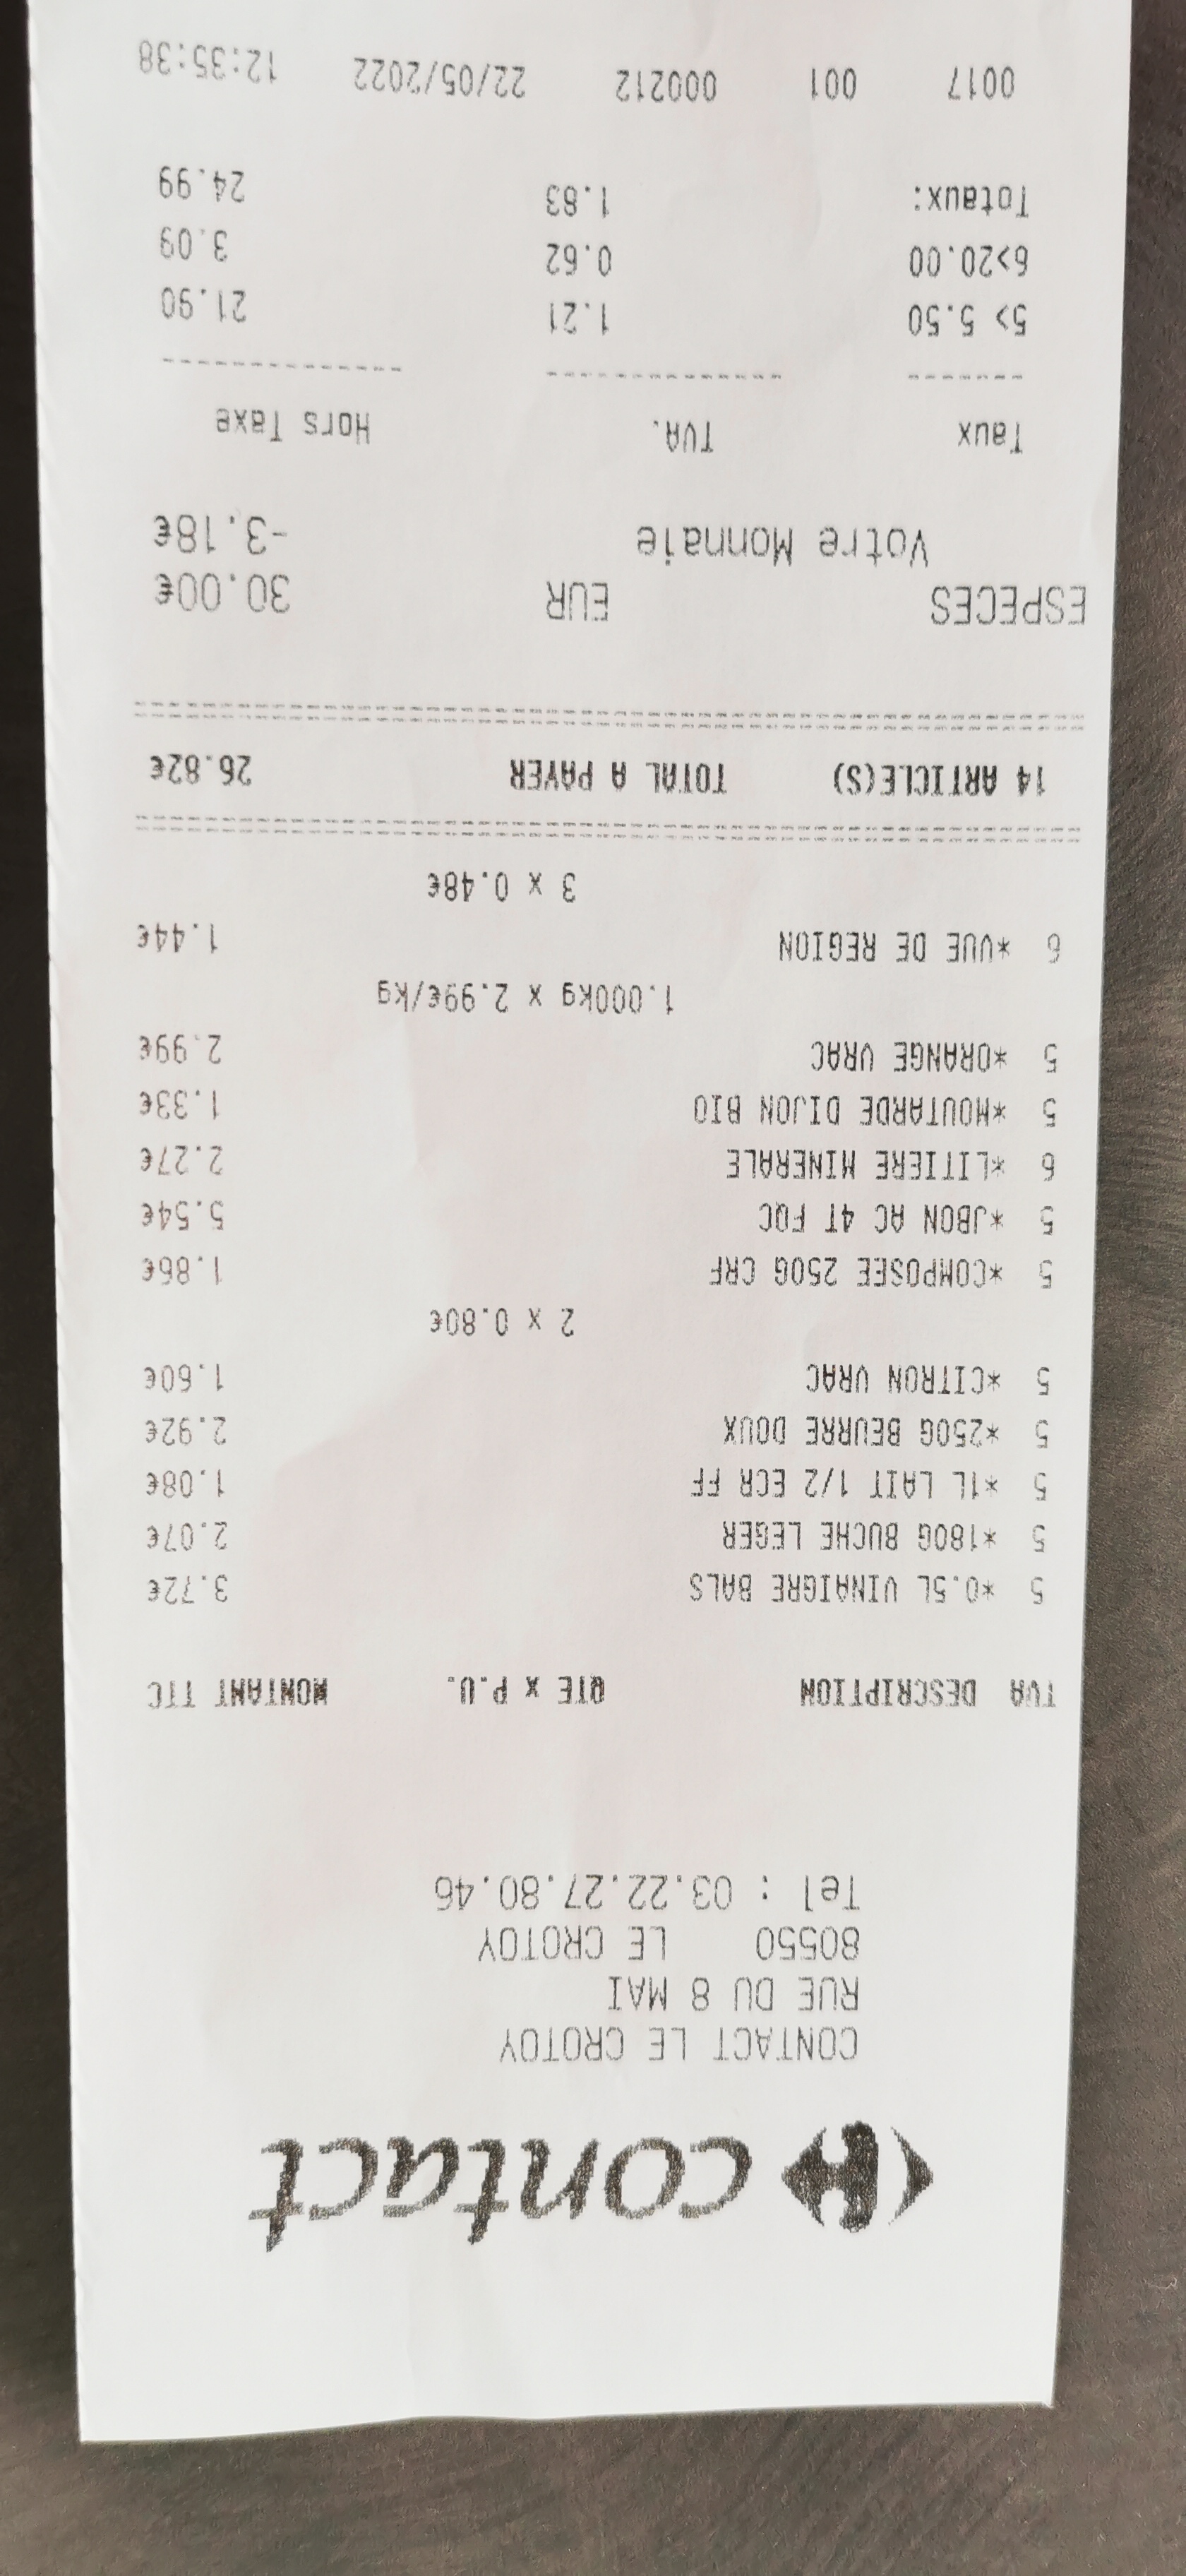 contact
CONTACT LE CROTOY
RUE DU 8 MAI
80550 LE CROTOY
Tel : 03.22.27.80.46
TVA DESCRIPTION QTE x P.U. MONTANT TTC
5 *0.5L VINAIGRE BALS 3.72€
5 *180G BUCHE LEGER 2.07€
5 *1L LAIT 1/2 ECR FF 1.08€
5 *250G BEURRE DOUX 2.92€
5 *CITRON VRAC 1.60€
2 x 0.80€
5 *COMPOSEE 250G CRF 1.86€
5 *JBON AC 4T FQC 5.54€
6 *LITIERE MINERALE 2.27€
5 *MOUTARDE DIJON BIO 1.33€
5 *ORANGE VRAC 2.99€
1.000kg x 2.99€/kg
6 *VUE DE REGION 1.44€
3 x 0.48€
14 ARTICLE(S) TOTAL A PAYER 26.82€
ESPECES EUR 30.00€
Votre Monnaie -3.18€
Taux TVA. Hors Taxe
5> 5.50 1.21 21.90
6>20.00 0.62 3.09
Totaux: 1.83 24.99
0017 001 000212 22/05/2022 12:35:38